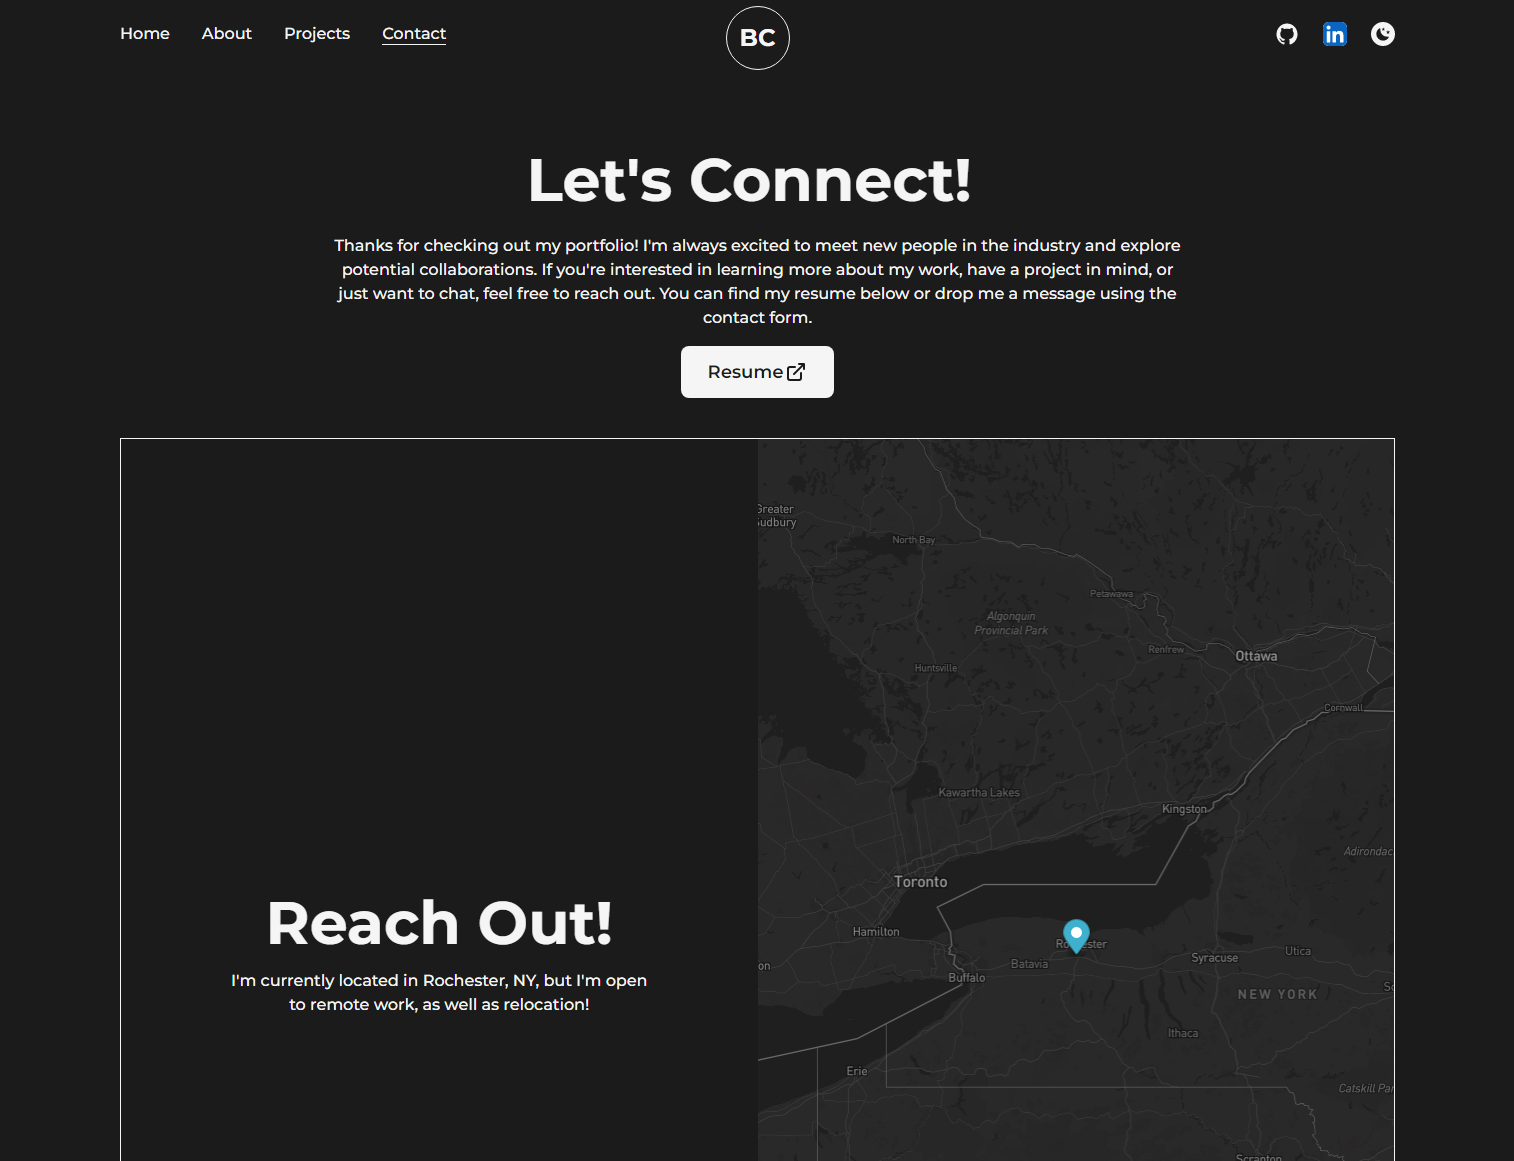 Home About Projects Contact
BC
in
Let's Connect!
Thanks for checking out my portfolio! I'm always excited to meet new people in the industry and explore
potential collaborations. If you're interested in learning more about my work, have a project in mind, or
just want to chat, feel free to reach out. You can find my resume below or drop me a message using the
contact form.
Resume
Reach Out!
I'm currently located in Rochester, NY, but I'm open
to remote work, as well as relocation!
Greater
Sudbury
North Bay
Petawawa
Algonquin
Provincial Park
Renfrew
Ottawa
Huntsville
Cornwall
Kawartha Lakes
Kingston
Adirondac
Toronto
Hamilton
Batavia
Buffalo
Syracuse
Utica
NEW YORK
Ithaca
Erie
Catskill Par
Scranton